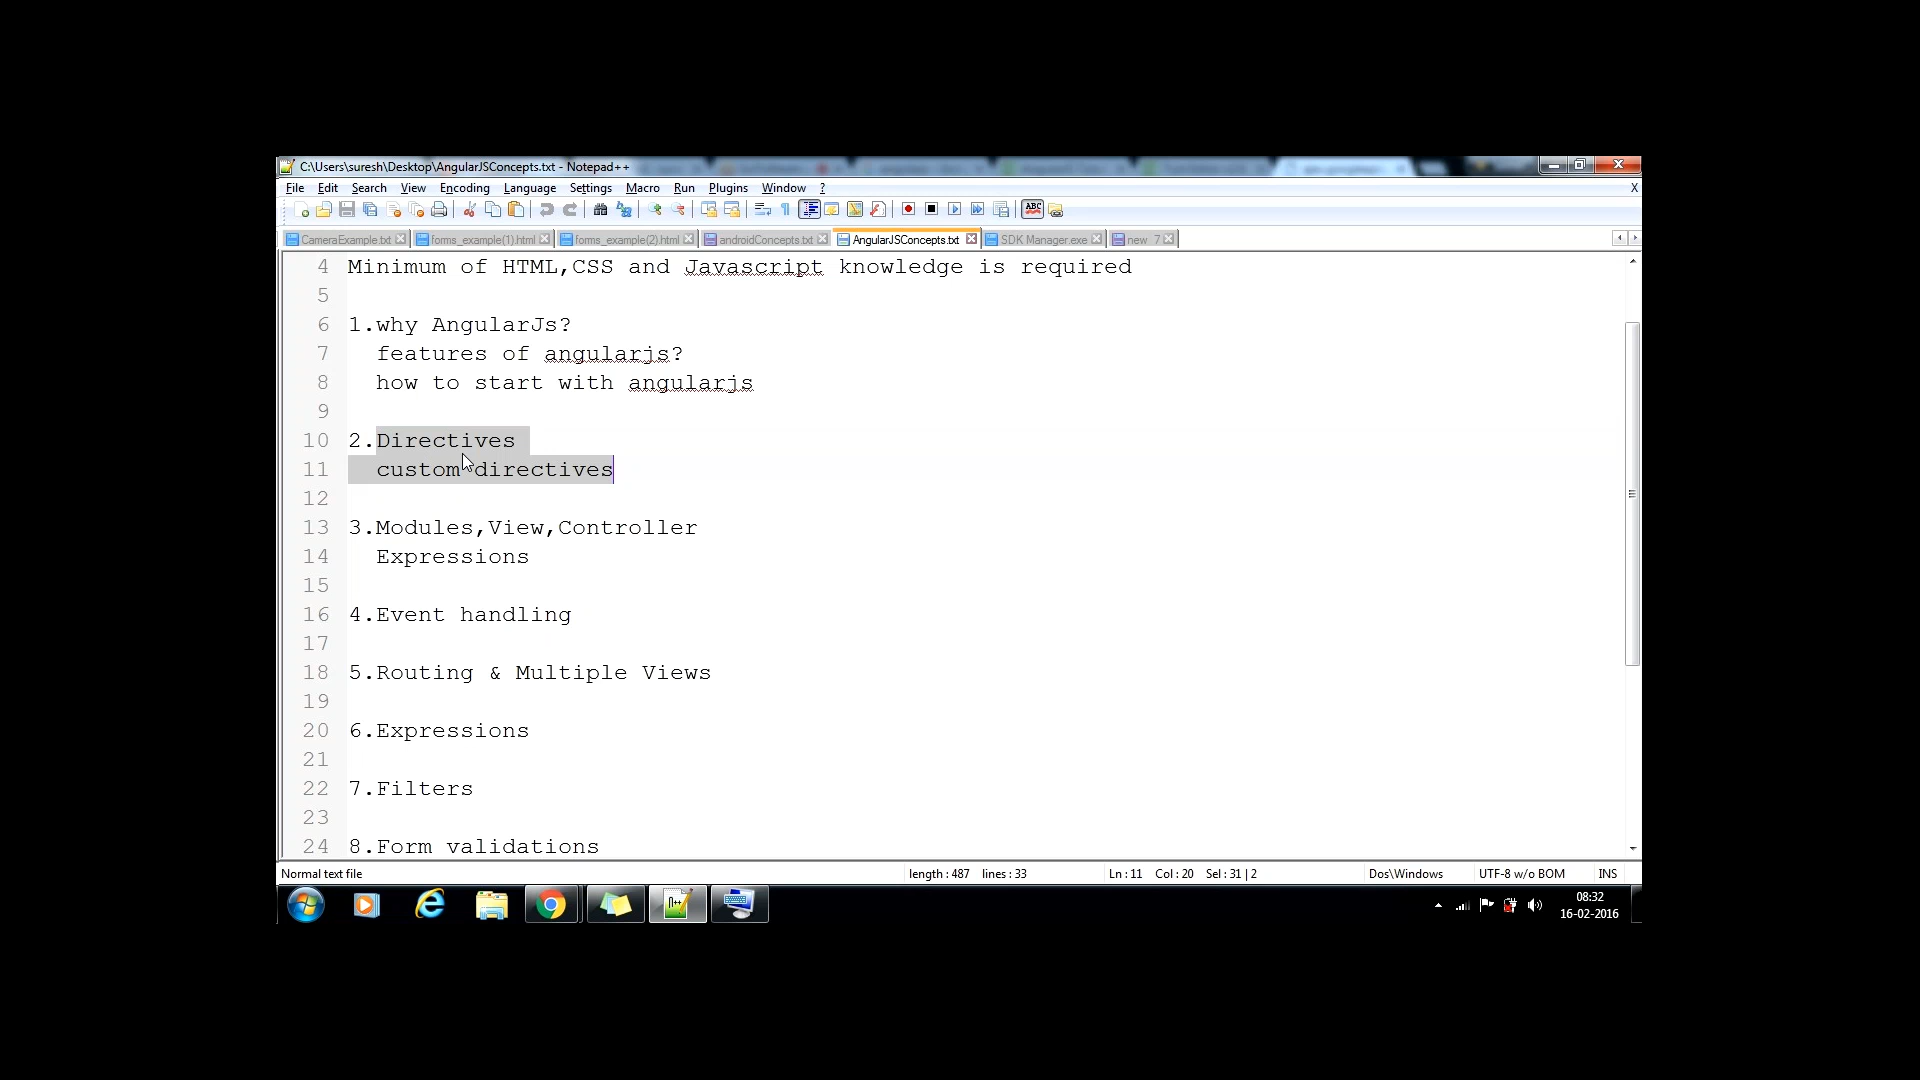 C:\Users\suresh\Desktop\AngularJSConcepts.txt - Notepad++
File Edit Search View Encoding Language Settings Macro Run Plugins Window ? X
ABC
CameraExample.txt forms_example(1).html forms_example(2).html androidConcepts.txt AngularJSConcepts.txt SDK Manager.exe new 7
4 Minimum of HTML,CSS and Javascript knowledge is required
5
6 1.why AngularJs?
7 features of angularjs?
8 how to start with angularjs
9
10 2.Directives
11 custom directives
12
13 3.Modules,View,Controller
14 Expressions
15
16 4.Event handling
17
18 5.Routing & Multiple Views
19
20 6.Expressions
21
22 7.Filters
23
24 8.Form validations
Normal text file length : 487 lines : 33 Ln : 11 Col : 20 Sel : 31 | 2 Dos\Windows UTF-8 w/o BOM INS
08:32
16-02-2016